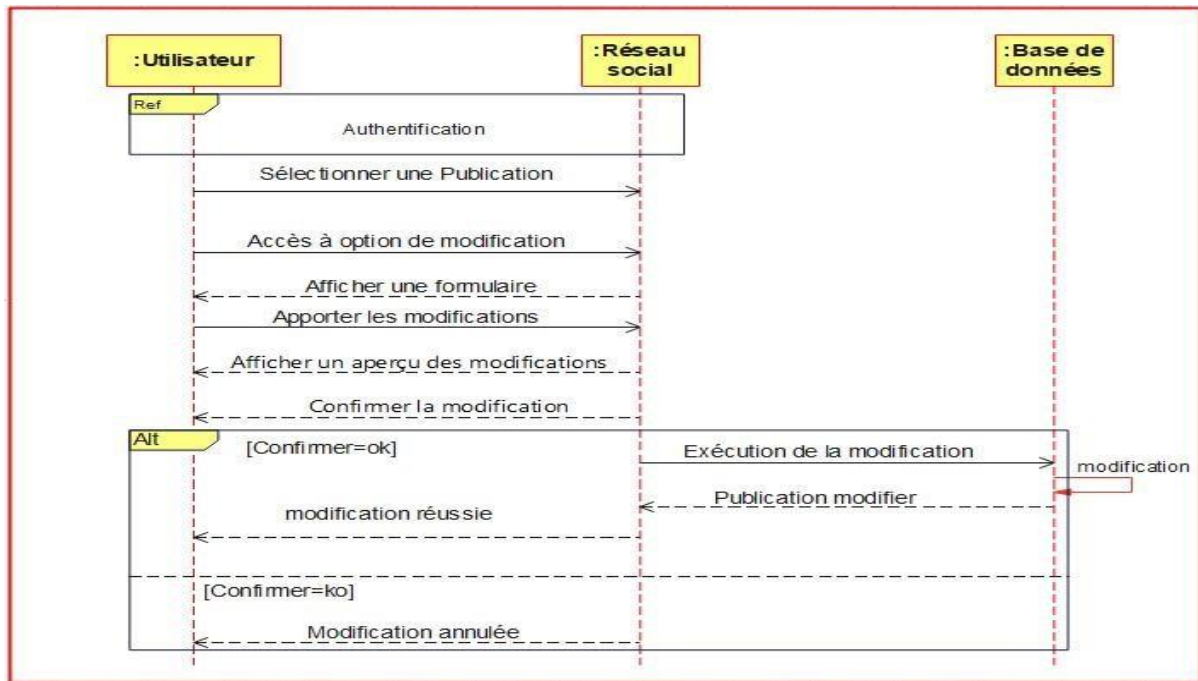 :Utilisateur
:Réseau
social
:Base de
données
Ref
Authentification
Sélectionner une Publication
Accès à option de modification
Afficher une formulaire
Apporter les modifications
Afficher un aperçu des modifications
Confirmer la modification
Alt
[Confirmer=ok]
Exécution de la modification
modification
Publication modifier
modification réussie
[Confirmer=ko]
Modification annulée